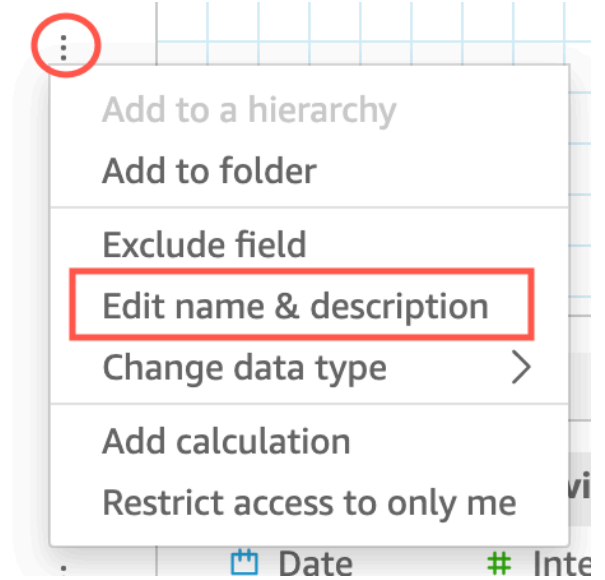 Add to a hierarchy
Add to folder
Exclude field
Edit name & description
Change data type
Add calculation
Restrict access to only me
Date